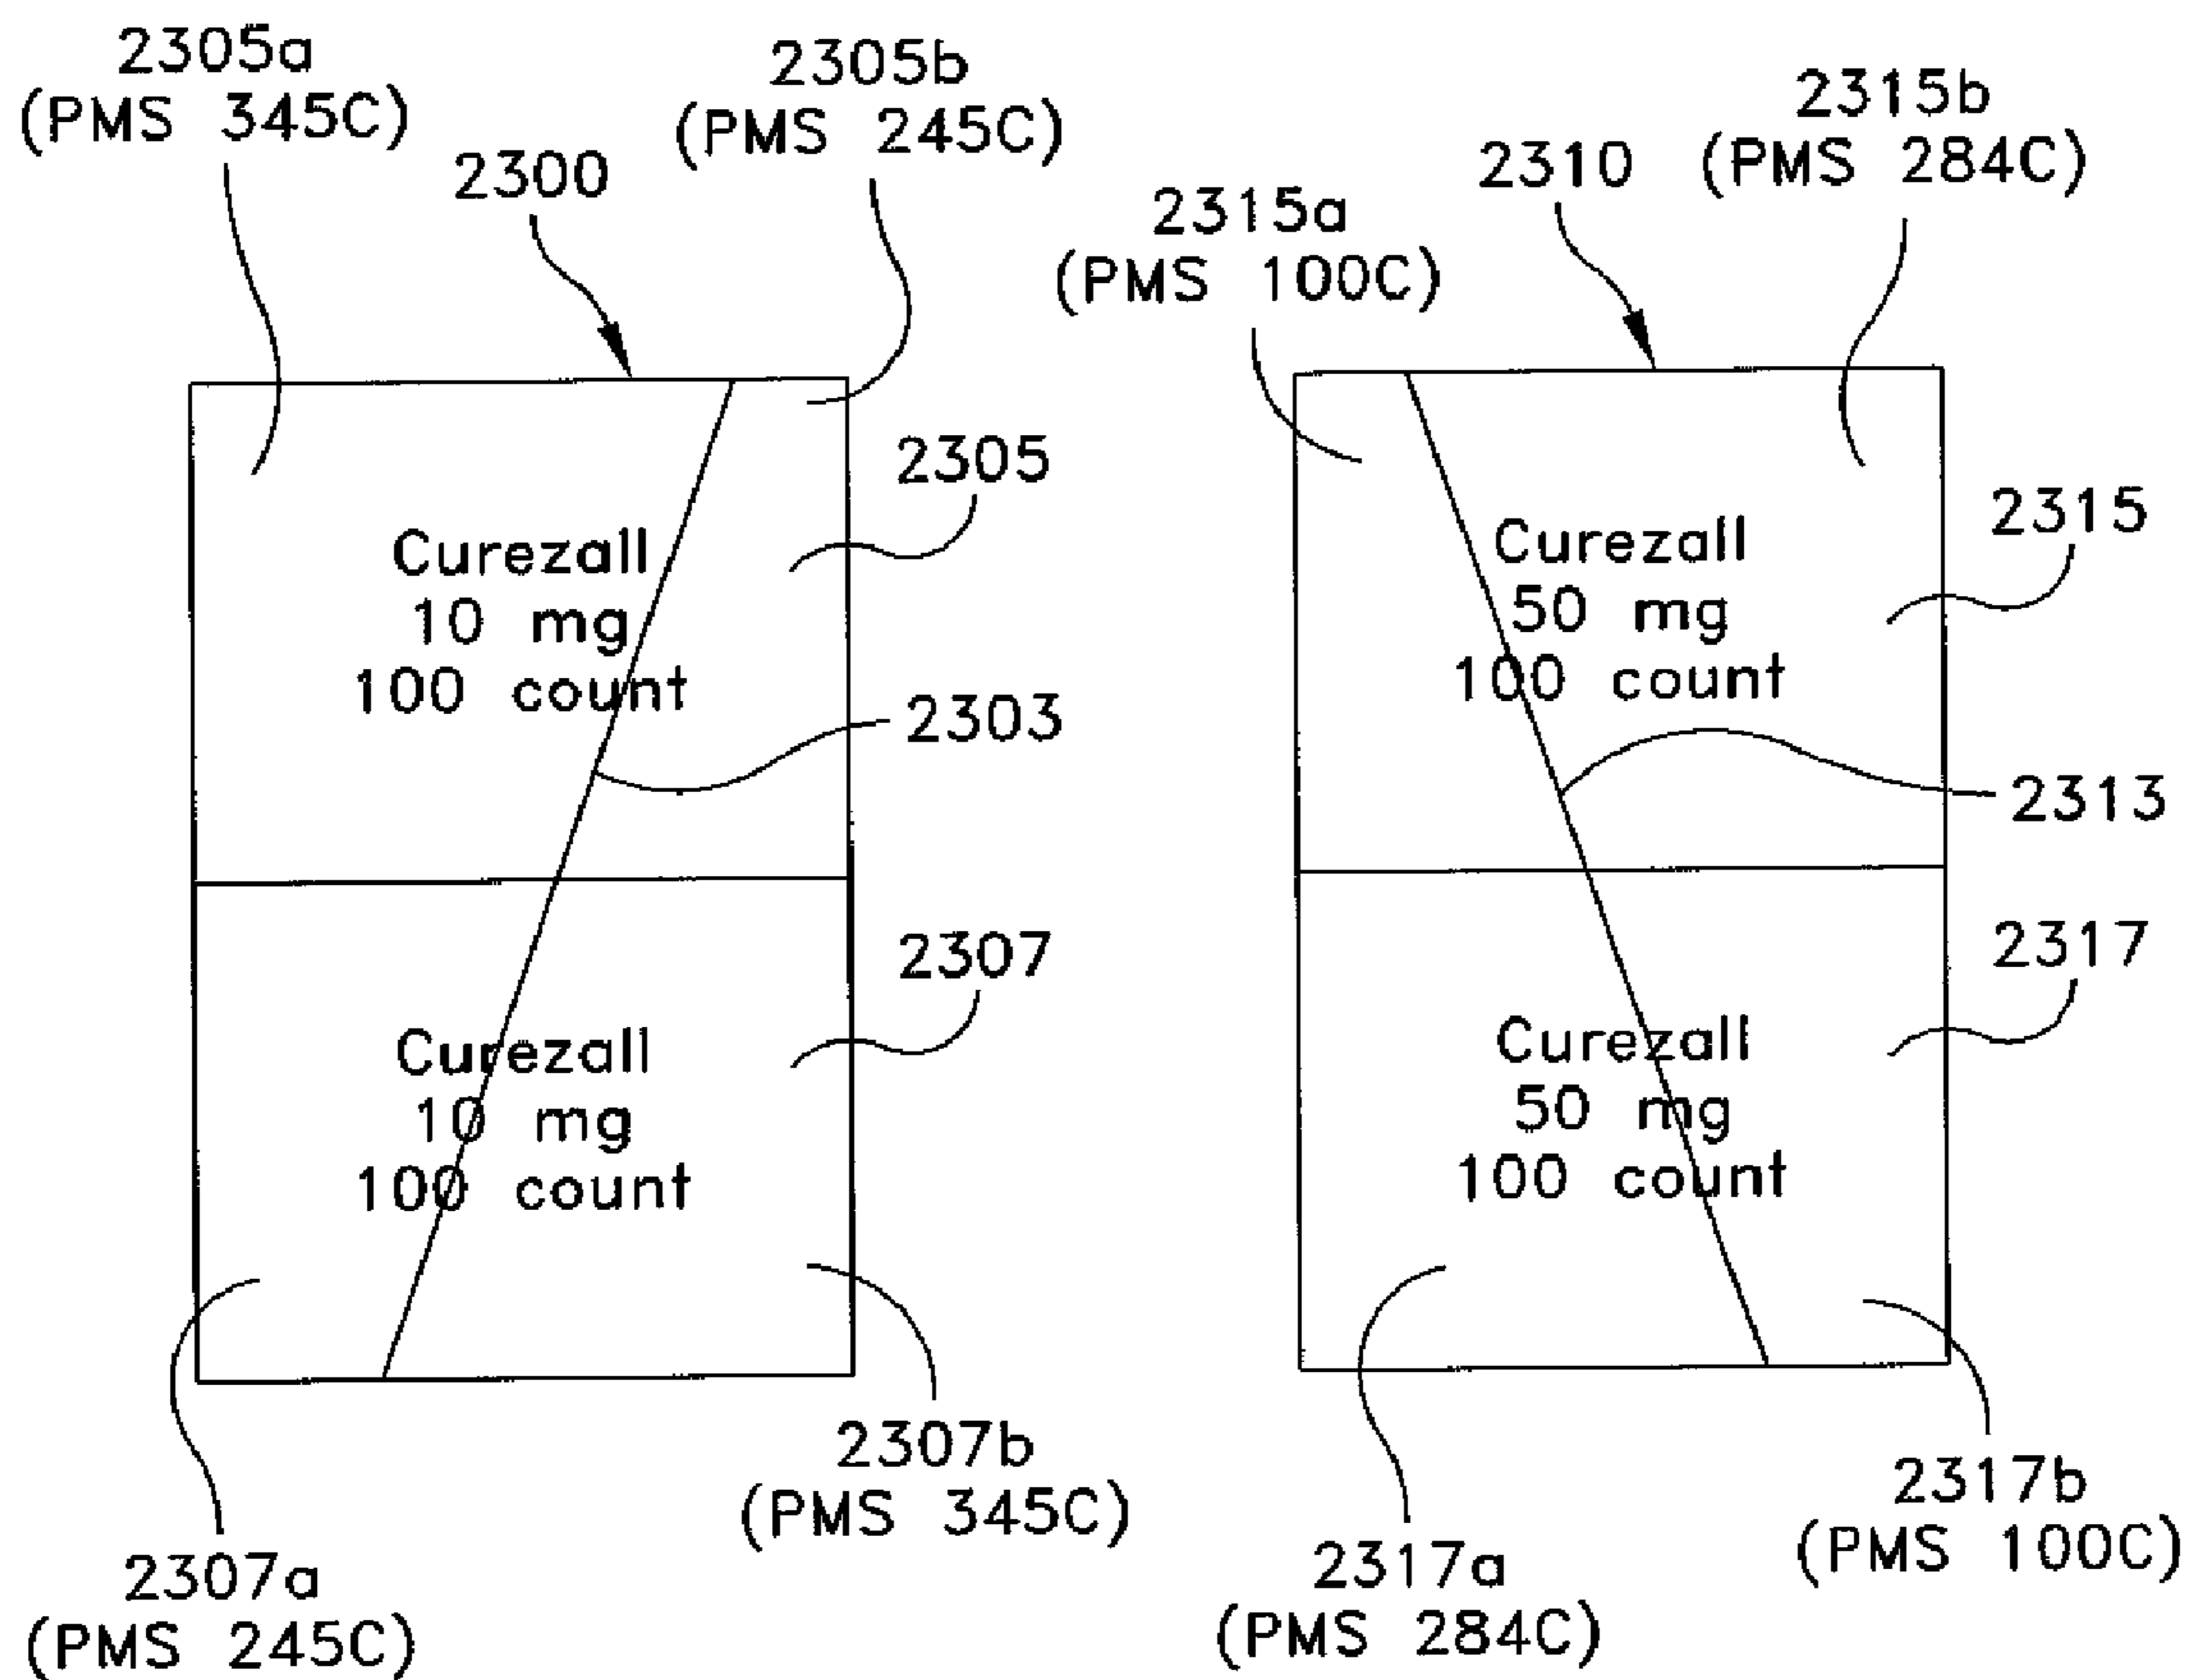 2305a
(PMS 345C)
2305b
(PMS 245C)
2300
2315b
(PMS 284C)
2310
2315a
(PMS 100C)
2305
Curezall
10 mg
100 count
2303
2315
Curezall
50 mg
100 count
2313
2307
Curezall
10 mg
100 count
2317
Curezall
50 mg
100 count
2307b
(PMS 345C)
2317b
(PMS 100C)
2307a
(PMS 245C)
2317a
(PMS 284C)